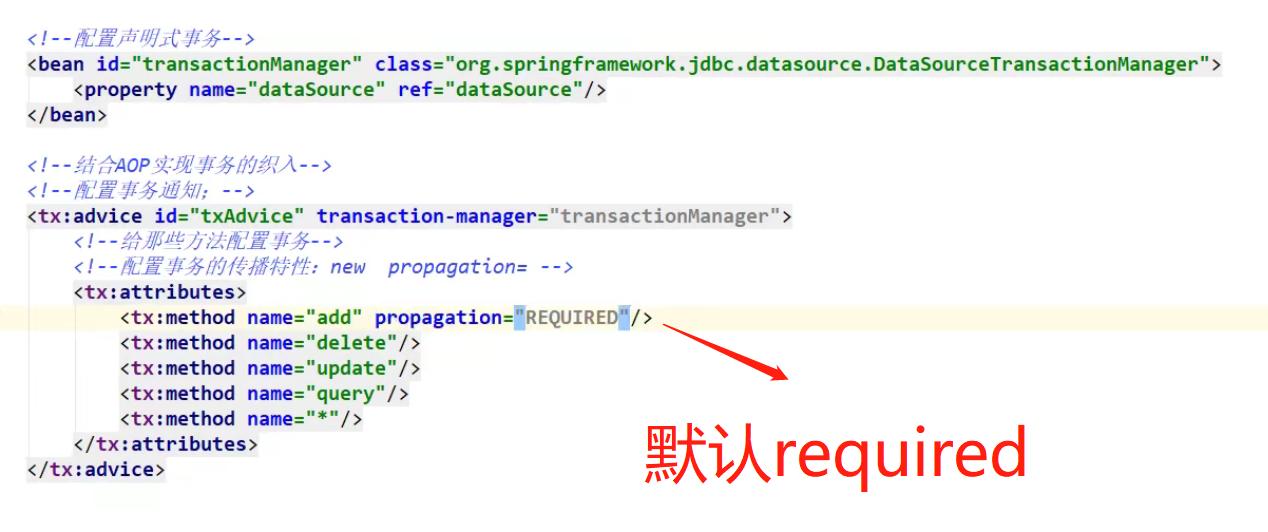 <!--配置声明式事务-->
<bean id="transactionManager" class="org.springframework.jdbc.datasource.DataSourceTransactionManager">
    <property name="dataSource" ref="dataSource"/>
</bean>
<!--结合AOP实现事务的织入-->
<!--配置事务通知；-->
<tx:advice id="txAdvice" transaction-manager="transactionManager">
    <!--给那些方法配置事务-->
    <!--配置事务的传播特性：new  propagation= -->
    <tx:attributes>
        <tx:method name="add" propagation="REQUIRED"/>
        <tx:method name="delete"/>
        <tx:method name="update"/>
        <tx:method name="query"/>
        <tx:method name="*"/>
    </tx:attributes>
</tx:advice>
默认required